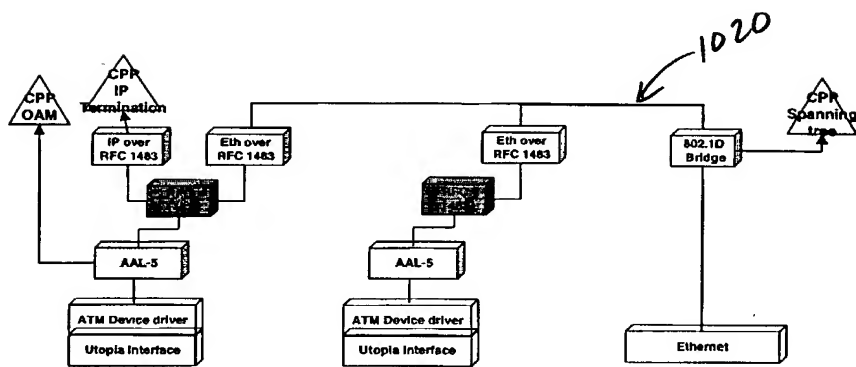 1020
CPP
IP
Termination
CPP
OAM
CPP
Spanning
tree
IP over
RFC 1483
Eth over
RFC 1483
Eth over
RFC 1483
802.1D
Bridge
AAL-5
AAL-5
ATM Device driver
Utopia Interface
ATM Device driver
Utopia Interface
Ethernet